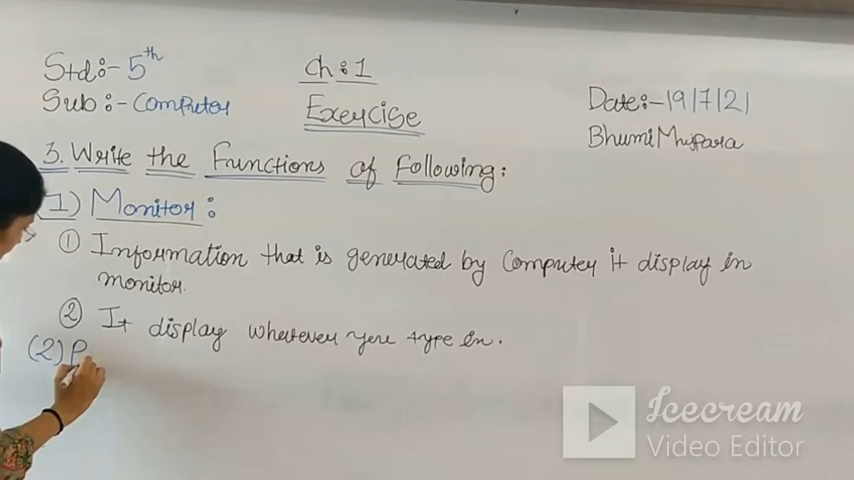 Std:- 5th
Sub:- Computer
Ch:1
Exercise
Date:-19/7/21
Bhumi Mispara
3. Write the Functions of Following:
(1) Monitor:
① Information that is generated by Computer it display in
monitor.
② It display wherever you type in.
(2) P
Icecream
Video Editor